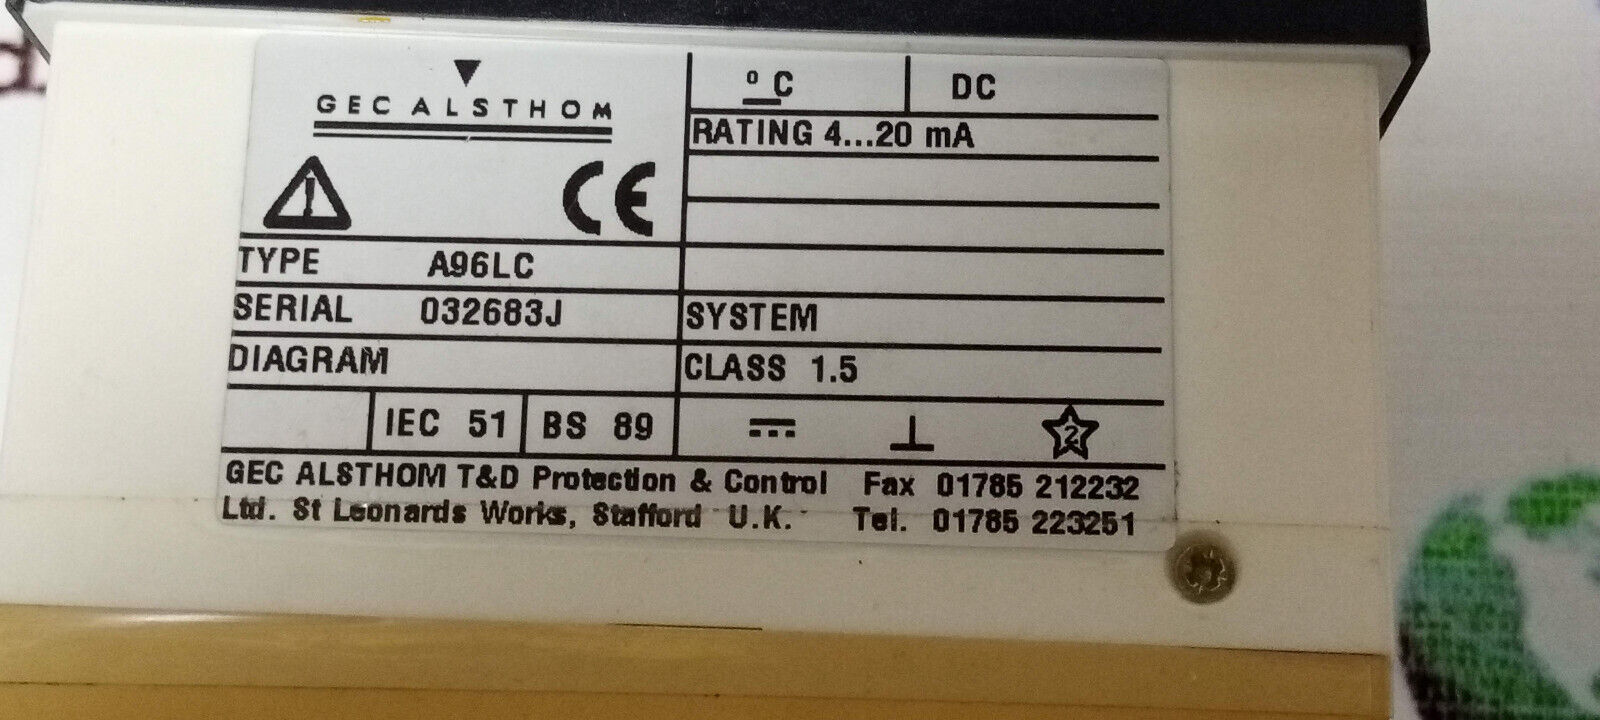 GEC ALSTHOM
CE
TYPE A96LC
SERIAL 032683J
DIAGRAM
IEC 51 BS 89
º C DC
RATING 4...20 mA
SYSTEM
CLASS 1.5
2
GEC ALSTHOM T&D Protection & Control Fax 01785 212232
Ltd. St Leonards Works, Stafford U.K. Tel. 01785 223251